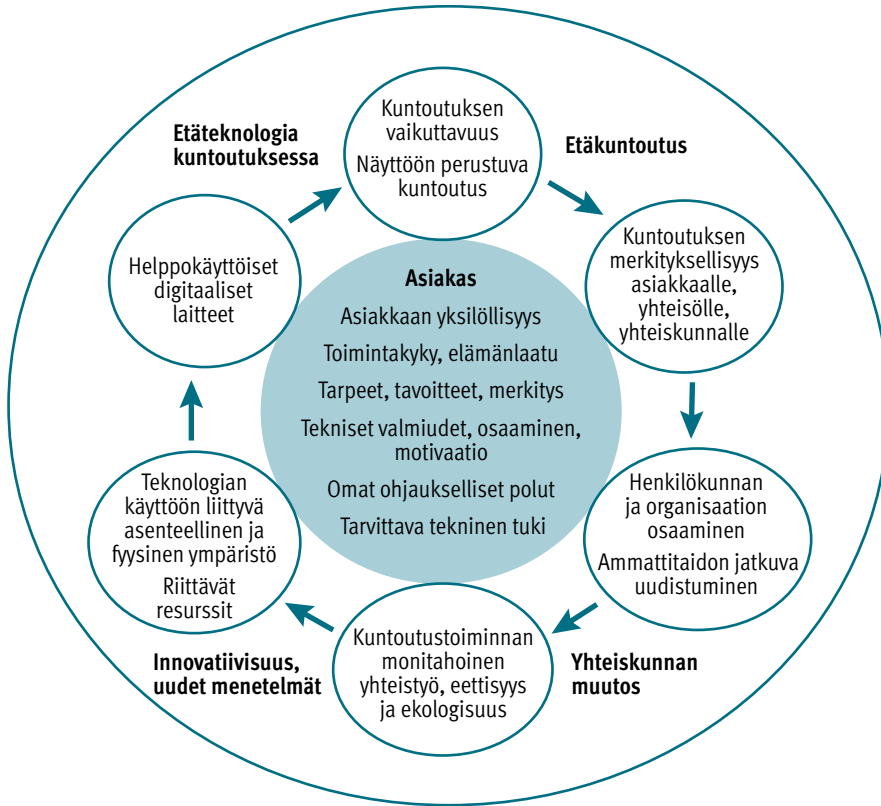 Kuntoutuksen
vaikuttavuus
Näyttöön perustuva
kuntoutus
Etäteknologia
kuntoutuksessa
Etäkuntoutus
Helppokäyttöiset
digitaaliset
laitteet
Kuntoutuksen
merkityksellisyys
asiakkaalle,
yhteisölle,
yhteiskunnalle
Asiakas
Asiakkaan yksilöllisyys
Toimintakyky, elämänlaatu
Tarpeet, tavoitteet, merkitys
Tekniset valmiudet, osaaminen,
motivaatio
Omat ohjaukselliset polut
Tarvittava tekninen tuki
Teknologian
käyttöön liittyvä
asenteellinen ja
fyysinen ympäristö
Riittävät
resurssit
Henkilökunnan
ja organisaation
osaaminen
Ammattitaidon jatkuva
uudistuminen
Innovatiivisuus,
uudet menetelmät
Kuntoutustoiminnan
monitahoinen
yhteistyö, eettisyys
ja ekologisuus
Yhteiskunnan
muutos